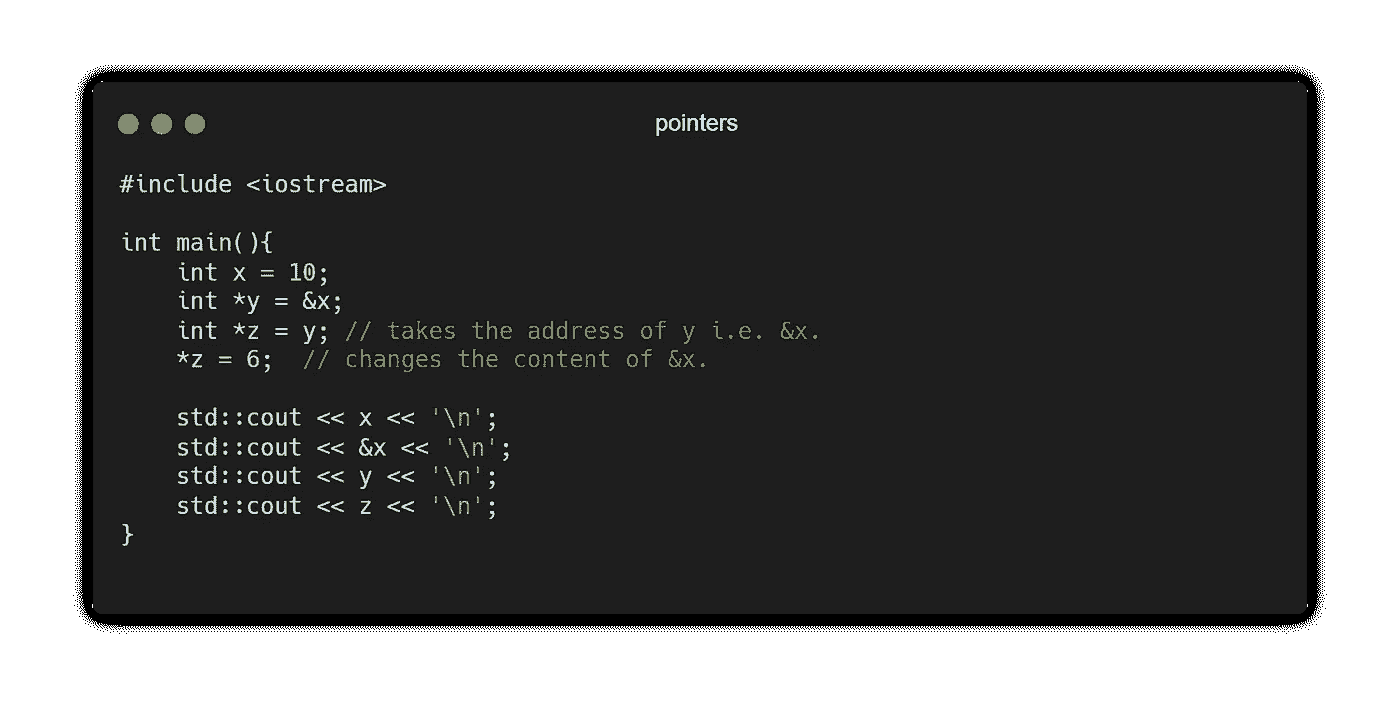 pointers
#include <iostream>
int main(){
    int x = 10;
    int *y = &x;
    int *z = y; // takes the address of y i.e. &x.
    *z = 6;  // changes the content of &x.
    std::cout << x << '\n';
    std::cout << &x << '\n';
    std::cout << y << '\n';
    std::cout << z << '\n';
}